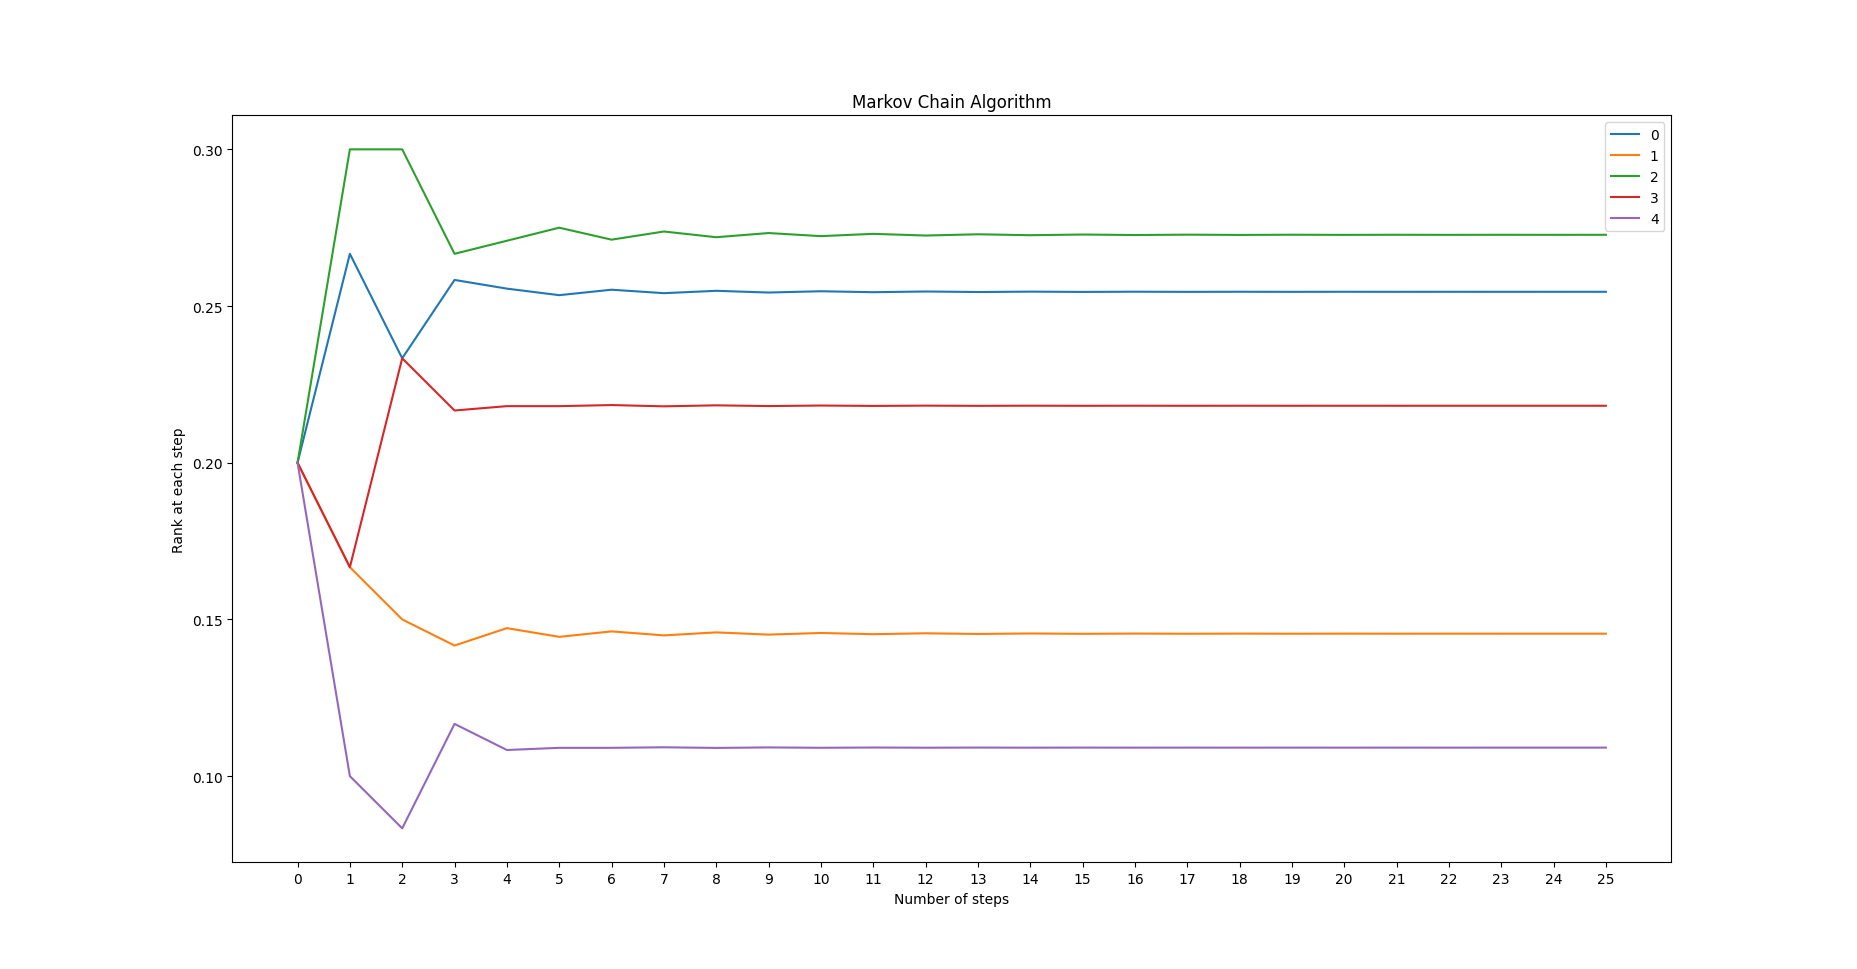 Markov Chain Algorithm
0
1
2
3
4
0.30
0.25
0.20
0.15
0.10
Rank at each step
0 1 2 3 4 5 6 7 8 9 10 11 12 13 14 15 16 17 18 19 20 21 22 23 24 25
Number of steps